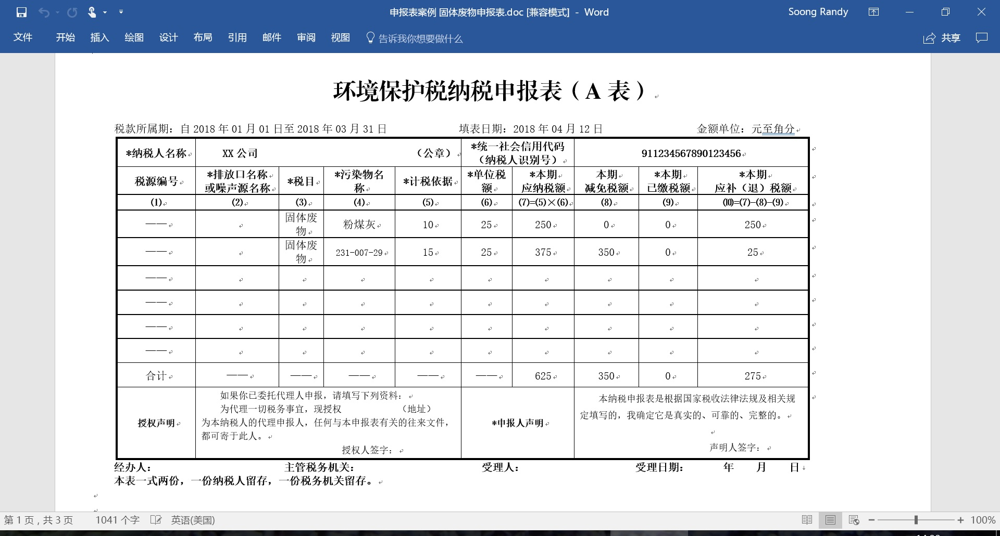 申报表案例 固体废物申报表.doc [兼容模式] - Word
Soong Randy
文件 开始 插入 绘图 设计 布局 引用 邮件 审阅 视图 告诉我你想要做什么 共享
环境保护税纳税申报表（A 表）
税款所属期：自 2018 年 01 月 01 日至 2018 年 03 月 31 日 填表日期：2018 年 04 月 12 日 金额单位：元至角分
*纳税人名称 XX 公司 （公章） *统一社会信用代码 911234567890123456
（纳税人识别号）
税源编号 *排放口名称 *税目 *污染物名 *计税依据 *单位税 *本期 本期 *本期 *本期
或噪声源名称 称 额 应纳税额 减免税额 已缴税额 应补（退）税额
(1) (2) (3) (4) (5) (6) (7)=(5)×(6) (8) (9) (10)=(7)-(8)-(9)
—— 固体废 粉煤灰 10 25 250 0 0 250
物
—— 固体废 231-007-29 15 25 375 350 0 25
物
——
——
——
——
合计 —— —— —— —— —— 625 350 0 275
授权声明
如果你已委托代理人申报，请填写下列资料：
为代理一切税务事宜，现授权 （地址）
为本纳税人的代理申报人，任何与本申报表有关的往来文件，
都可寄于此人。
授权人签字：
*申报人声明
本纳税申报表是根据国家税收法律法规及相关规
定填写的，我确定它是真实的、可靠的、完整的。
声明人签字：
经办人： 主管税务机关： 受理人： 受理日期： 年 月 日
本表一式两份，一份纳税人留存，一份税务机关留存。
第 1 页，共 3 页 1041 个字 英语(美国) 100%